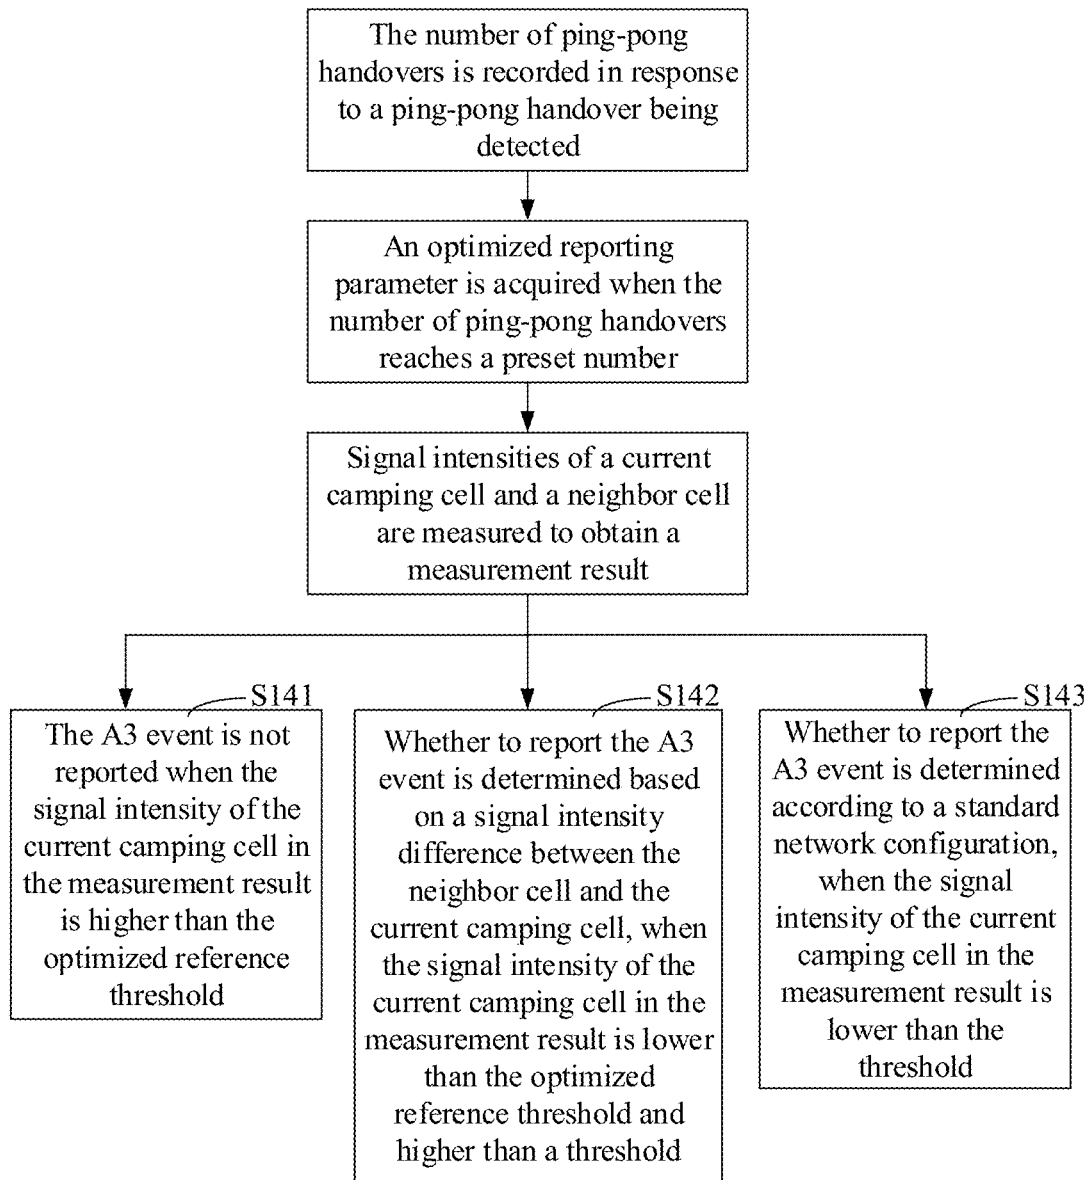 The number of ping-pong
handovers is recorded in response
to a ping-pong handover being
detected
An optimized reporting
parameter is acquired when the
number of ping-pong handovers
reaches a preset number
Signal intensities of a current
camping cell and a neighbor cell
are measured to obtain a
measurement result
S141
The A3 event is not
reported when the
signal intensity of the
current camping cell in
the measurement result
is higher than the
optimized reference
threshold
S142
Whether to report the A3
event is determined based
on a signal intensity
difference between the
neighbor cell and the
current camping cell, when
the signal intensity of the
current camping cell in the
measurement result is lower
than the optimized
reference threshold and
higher than a threshold
S143
Whether to report the
A3 event is determined
according to a standard
network configuration,
when the signal
intensity of the current
camping cell in the
measurement result is
lower than the
threshold